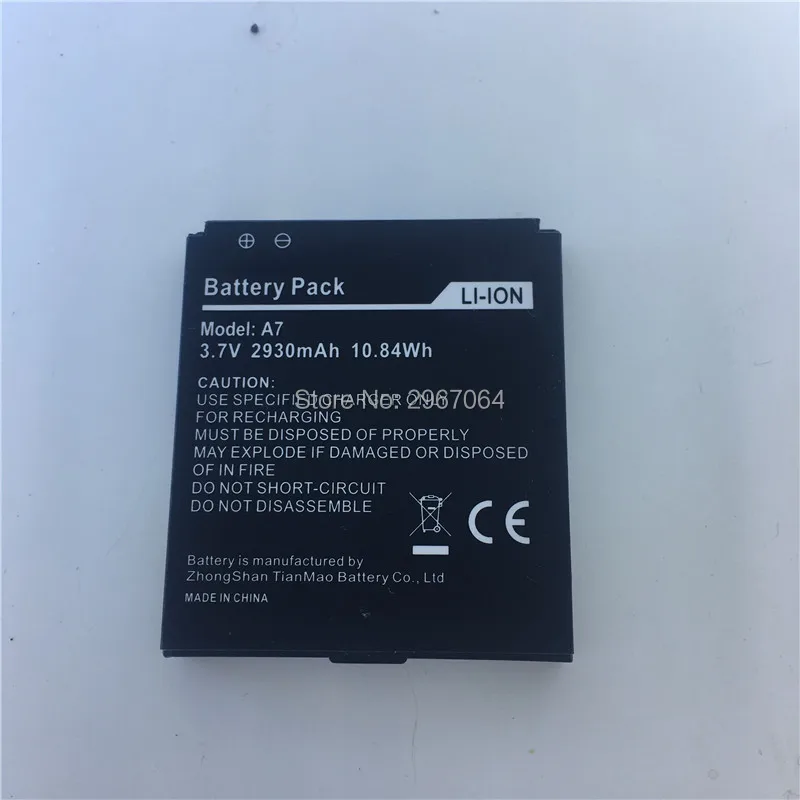 ⊕ ⊖
Battery Pack
LI-ION
Model: A7
3.7V 2930mAh 10.84Wh
CAUTION:
USE SPECIFIC CHARGER ONLY
Store No: 2967064
FOR RECHARGING
MUST BE DISPOSED OF PROPERLY
MAY EXPLODE IF DAMAGED OR DISPOSED
OF IN FIRE
DO NOT SHORT-CIRCUIT
DO NOT DISASSEMBLE
CE
Battery is manufactured by
ZhongShan TianMao Battery Co., Ltd
MADE IN CHINA